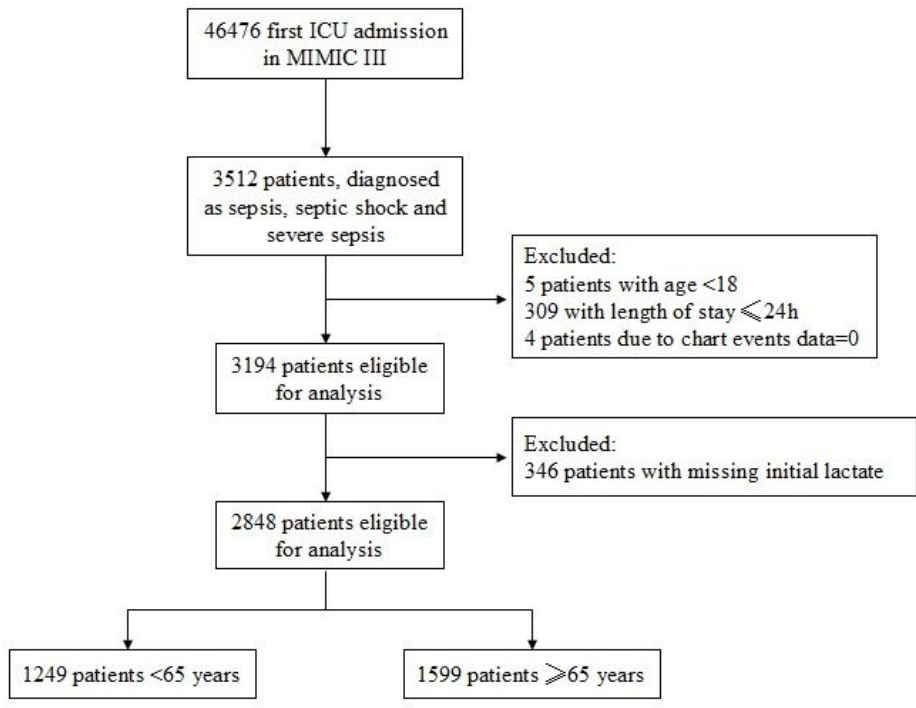 46476 first ICU admission
in MIMIC III
3512 patients, diagnosed
as sepsis, septic shock and
severe sepsis
Excluded:
5 patients with age <18
309 with length of stay ⩽24h
4 patients due to chart events data=0
3194 patients eligible
for analysis
Excluded:
346 patients with missing initial lactate
2848 patients eligible
for analysis
1249 patients <65 years
1599 patients ⩾65 years